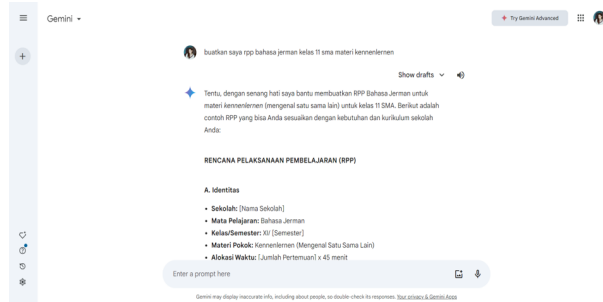 Gemini
Try Gemini Advanced
buatkan saya rpp bahasa jerman kelas 11 sma materi kennenlernen
Show drafts
Tentu, dengan senang hati saya bantu membuatkan RPP Bahasa Jerman untuk
materi kennenlernen (mengenal satu sama lain) untuk kelas 11 SMA. Berikut adalah
contoh RPP yang bisa Anda sesuaikan dengan kebutuhan dan kurikulum sekolah
Anda:
RENCANA PELAKSANAAN PEMBELAJARAN (RPP)
A. Identitas
• Sekolah: [Nama Sekolah]
• Mata Pelajaran: Bahasa Jerman
• Kelas/Semester: XI/ [Semester]
• Materi Pokok: Kennenlernen (Mengenal Satu Sama Lain)
• Alokasi Waktu: [Jumlah Pertemuan] x 45 menit
Enter a prompt here
Gemini may display inaccurate info, including about people, so double-check its responses. Your privacy & Gemini Apps